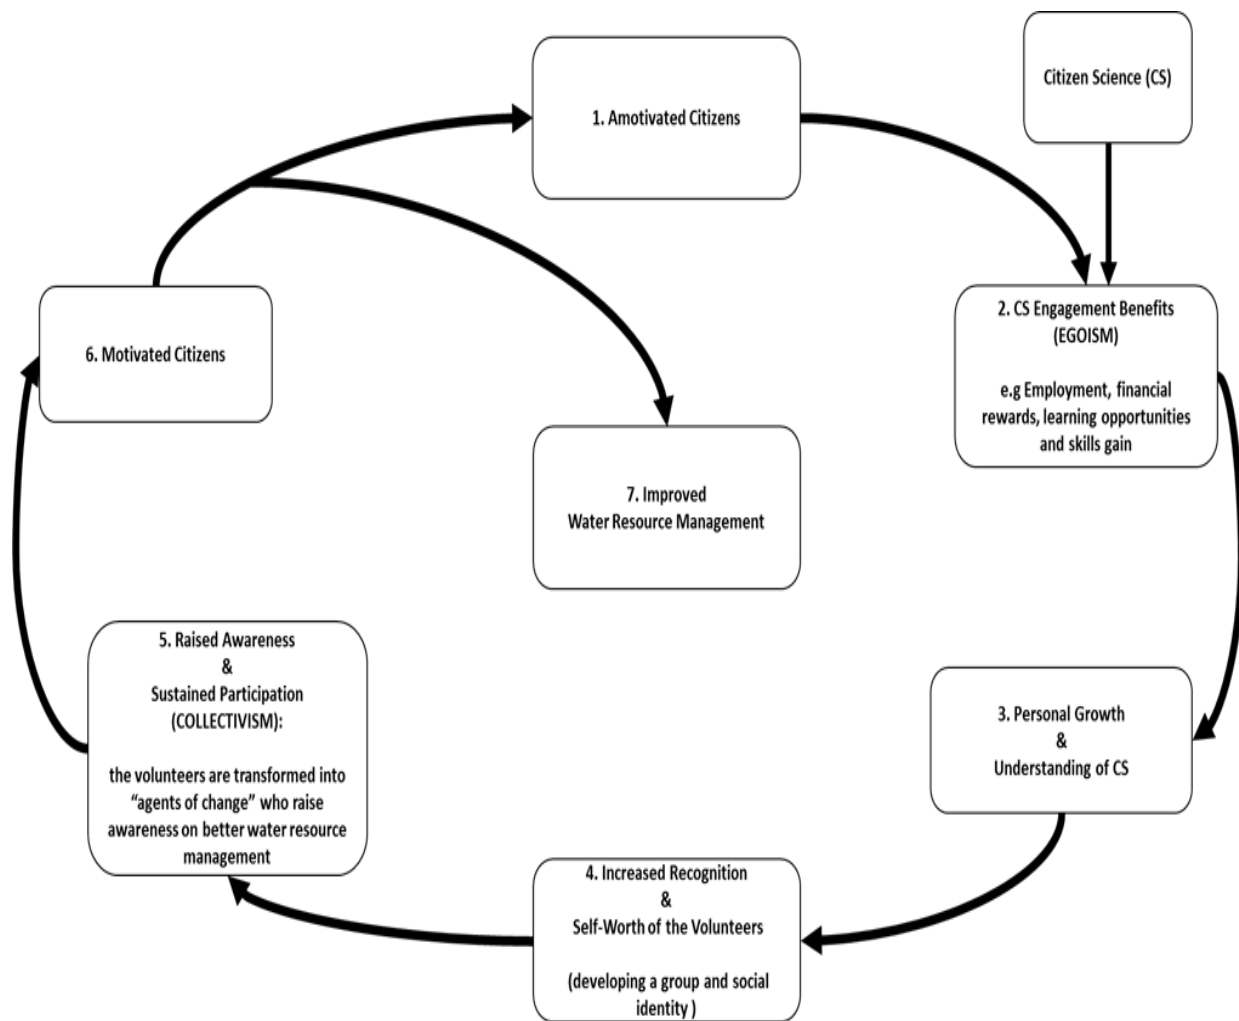 1. Amotivated Citizens
Citizen Science (CS)
2. CS Engagement Benefits
(EGOISM)
e.g Employment, financial
rewards, learning opportunities
and skills gain
3. Personal Growth
&
Understanding of CS
4. Increased Recognition
&
Self-Worth of the Volunteers
(developing a group and social
identity )
5. Raised Awareness
&
Sustained Participation
(COLLECTIVISM):
the volunteers are transformed into
“agents of change” who raise
awareness on better water resource
management
6. Motivated Citizens
7. Improved
Water Resource Management